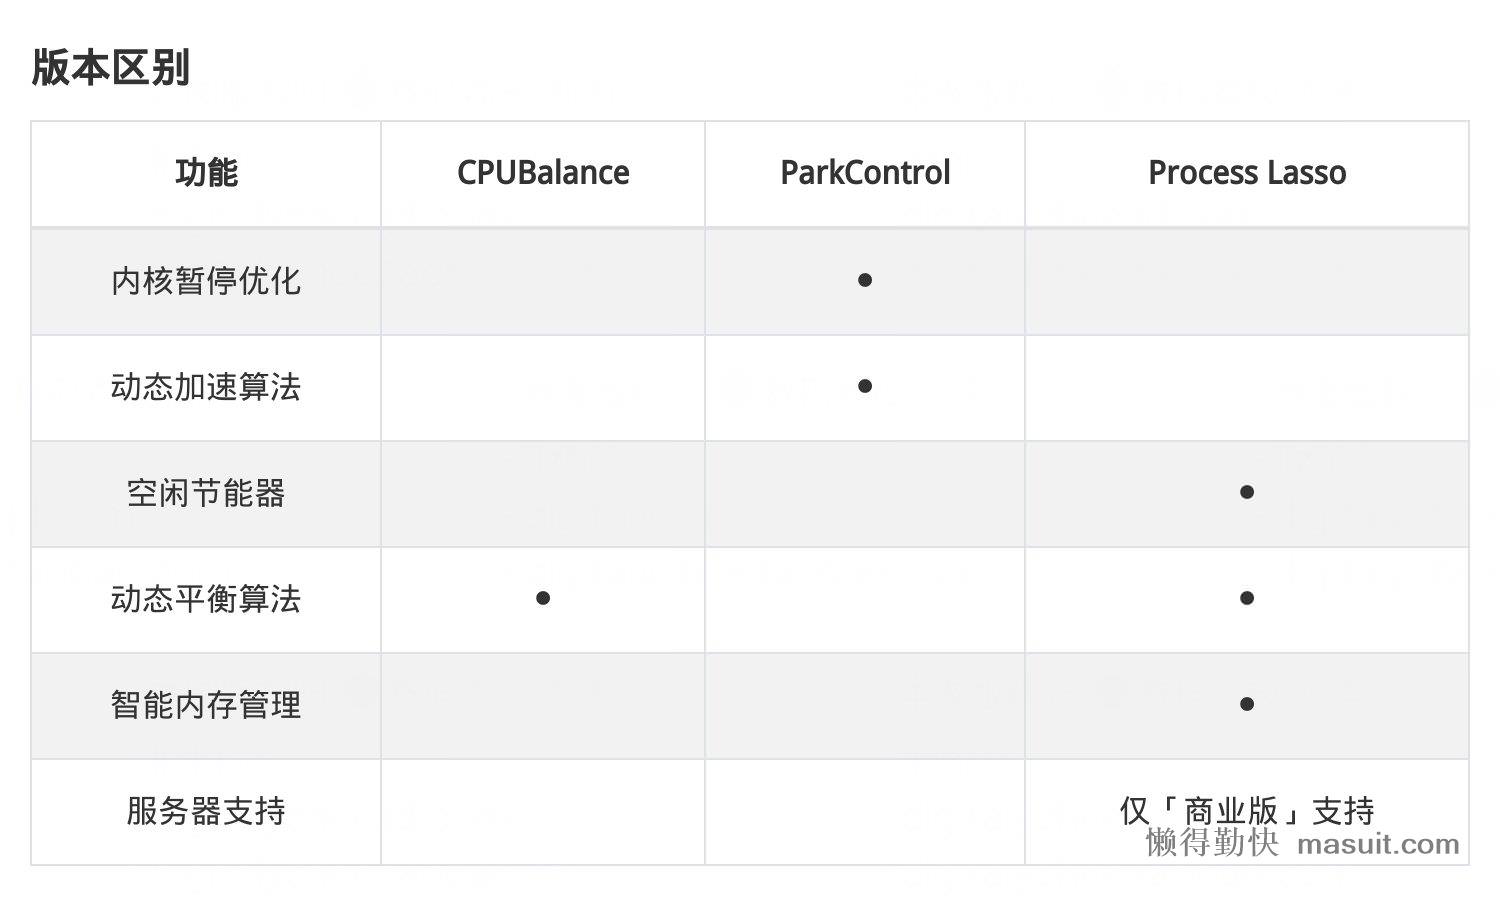 版本区别
功能 CPUBalance ParkControl Process Lasso
内核暂停优化 •
动态加速算法 •
空闲节能器 •
动态平衡算法 • •
智能内存管理 •
服务器支持 仅「商业版」支持
懒得勤快 masuit.com